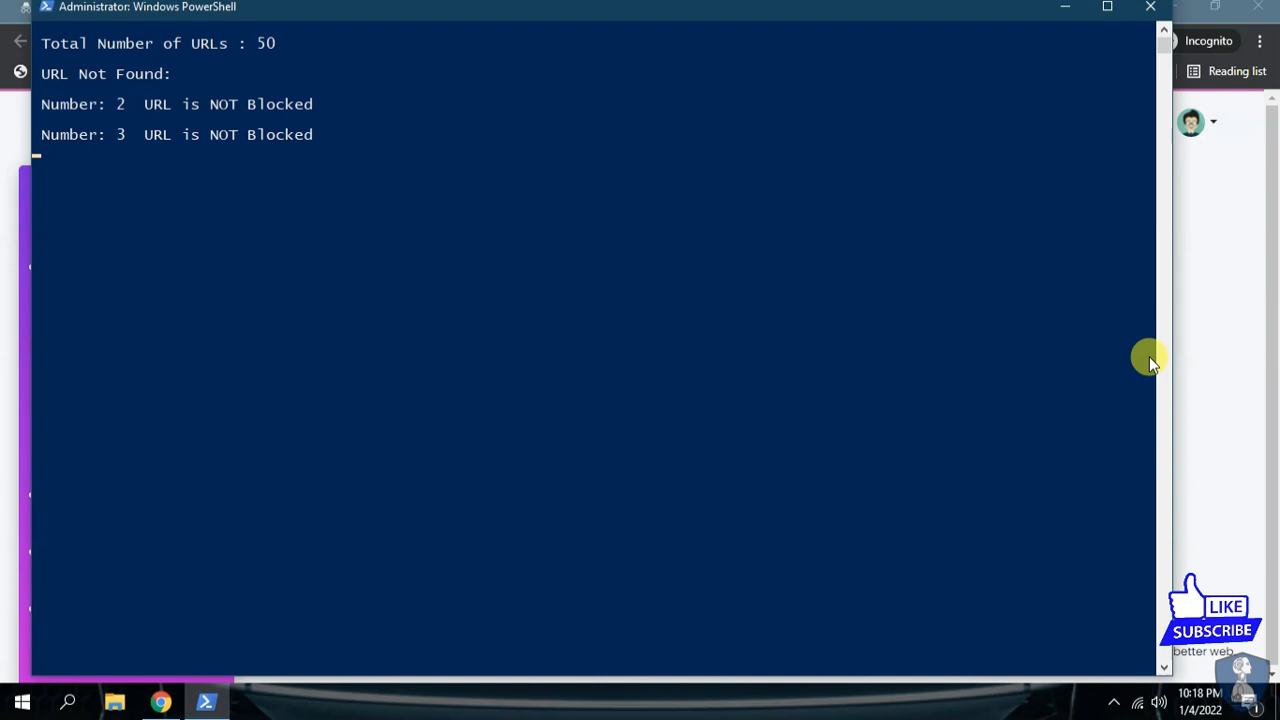 Administrator: Windows PowerShell
Total Number of URLs : 50
URL Not Found:
Number: 2  URL is NOT Blocked
Number: 3  URL is NOT Blocked
Incognito
Reading list
LIKE
SUBSCRIBE
better web
10:18 PM
1/4/2022
1